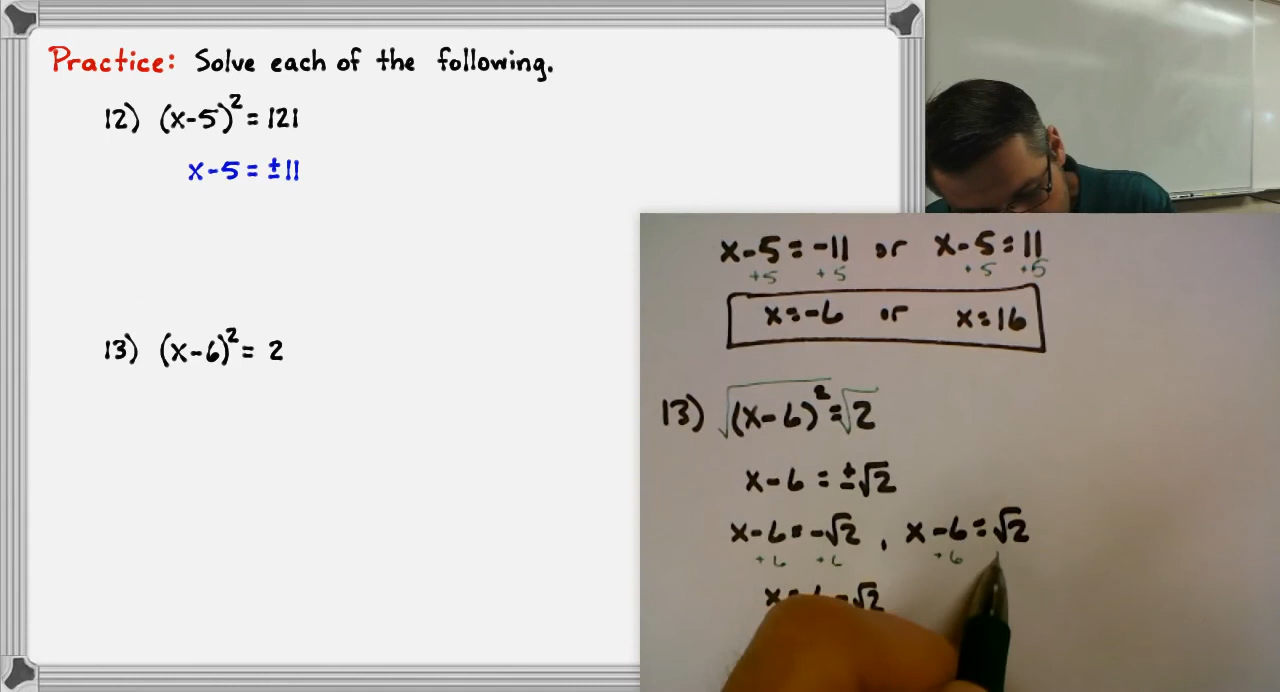 Practice: Solve each of the following.
12) (x-5)² = 121
x-5 = ±11
13) (x-6)² = 2
x-5=-11 or x-5=11
+5 +5 +5 +5
x=-6 or x=16
13) √(x-6)² = √2
x-6 = ±√2
x-6=-√2, x-6=√2
+6 +6 +6
√2